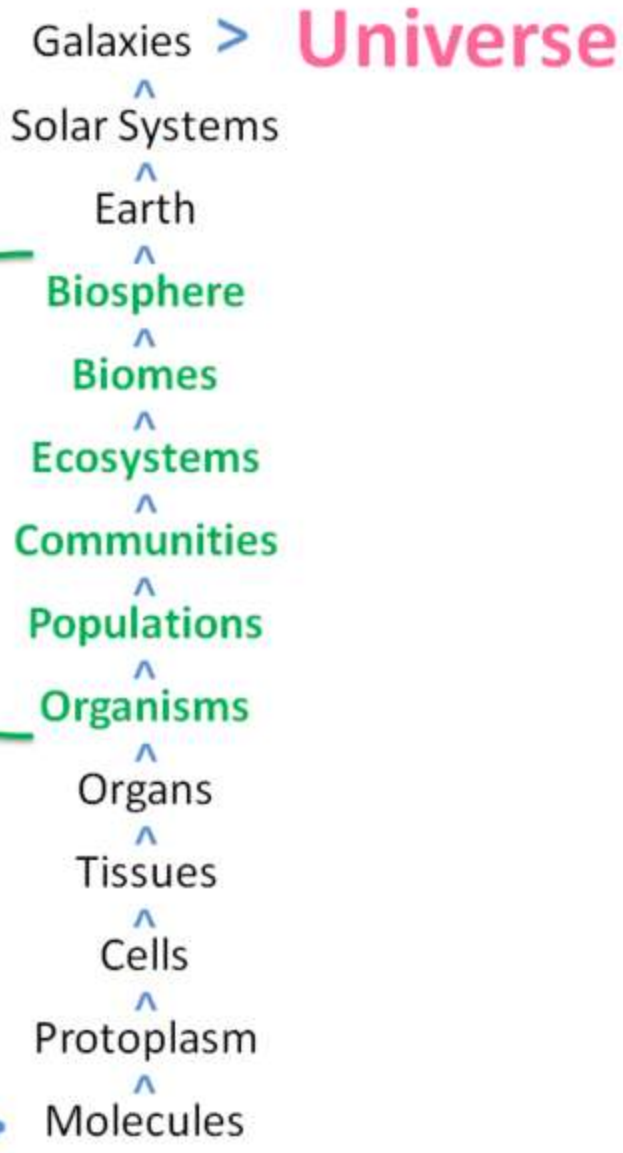 Galaxies > Universe
^
Solar Systems
^
Earth
^
Biosphere
^
Biomes
^
Ecosystems
^
Communities
^
Populations
^
Organisms
^
Organs
^
Tissues
^
Cells
^
Protoplasm
^
Molecules